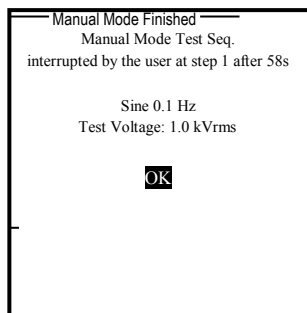 Manual Mode Finished
Manual Mode Test Seq.
interrupted by the user at step 1 after 58s
Sine 0.1 Hz
Test Voltage: 1.0 kVrms
OK